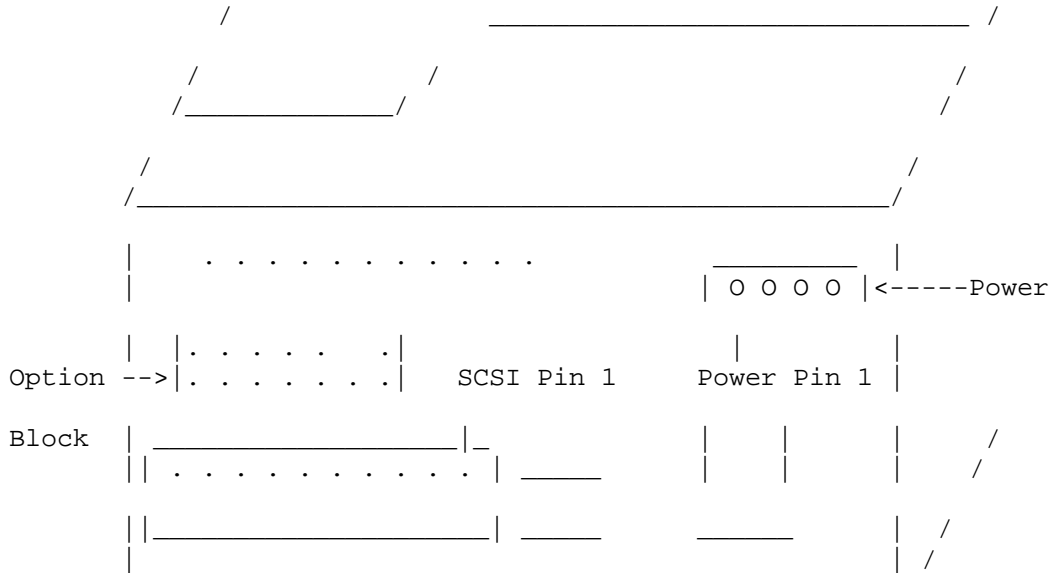 O O O O <-----Power
Option --> SCSI Pin 1 Power Pin 1
Block